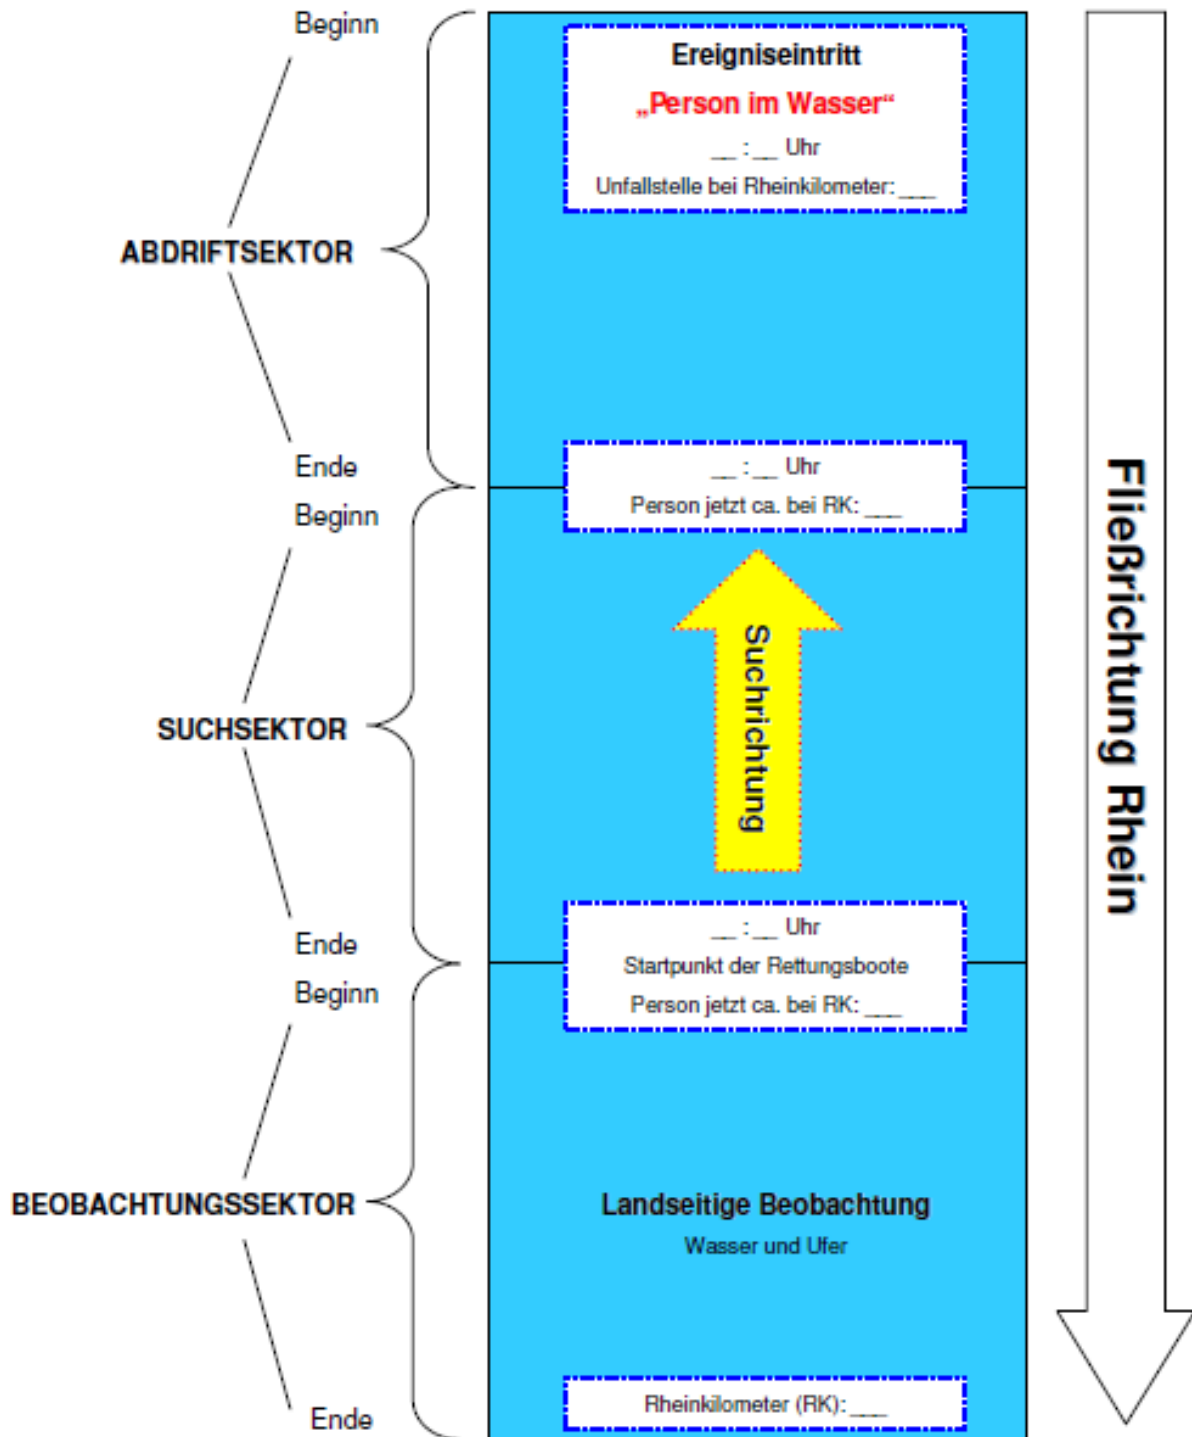 Beginn
Ereigniseintritt
„Person im Wasser“
__ : __ Uhr
Unfallstelle bei Rheinkilometer: ___
ABDRIFTSEKTOR
Ende
__ : __ Uhr
Person jetzt ca. bei RK: ___
Beginn
Suchrichtung
SUCHSEKTOR
Fließrichtung Rhein
Ende
__ : __ Uhr
Startpunkt der Rettungsboote
Person jetzt ca. bei RK: ___
Beginn
BEOBACHTUNGSSEKTOR
Landseitige Beobachtung
Wasser und Ufer
Rheinkilometer (RK): ___
Ende